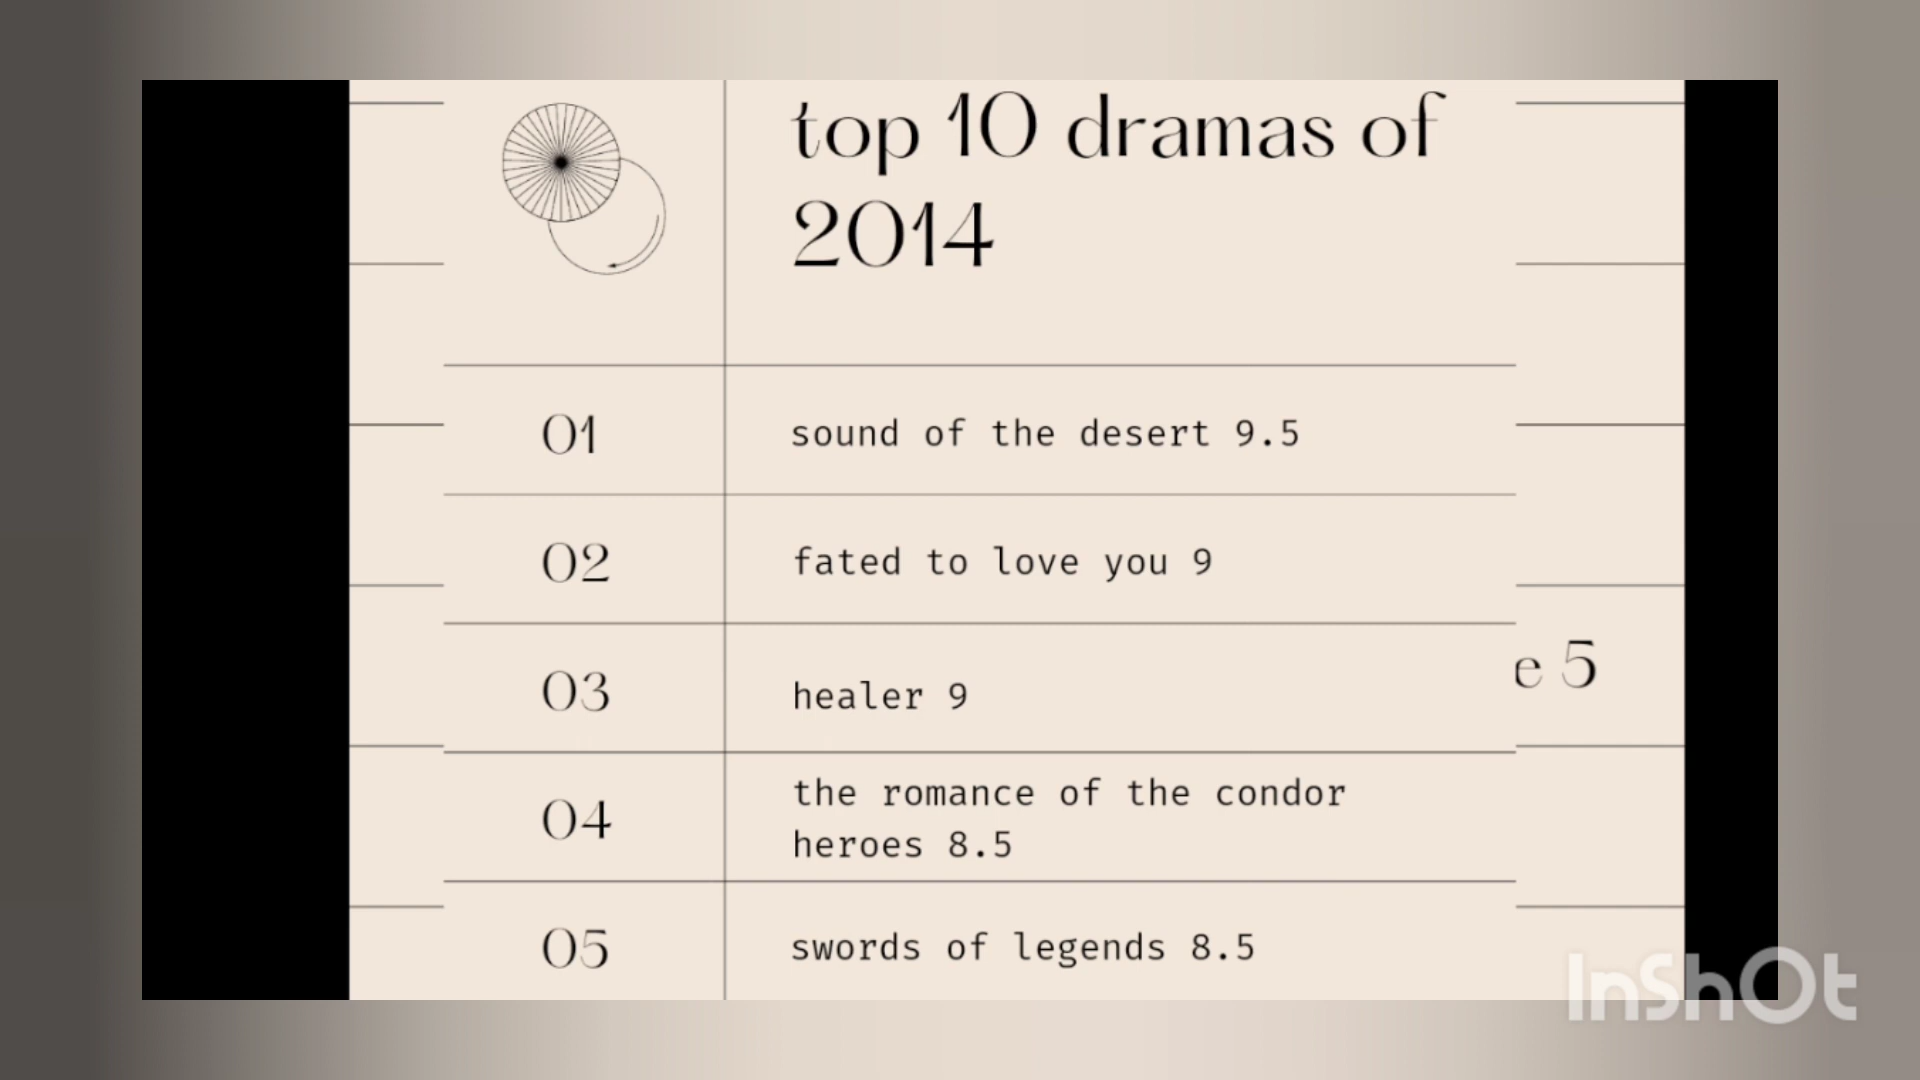 top 10 dramas of
2014
01
sound of the desert 9.5
02
fated to love you 9
03
healer 9
e 5
04
the romance of the condor
heroes 8.5
05
swords of legends 8.5
InShOt